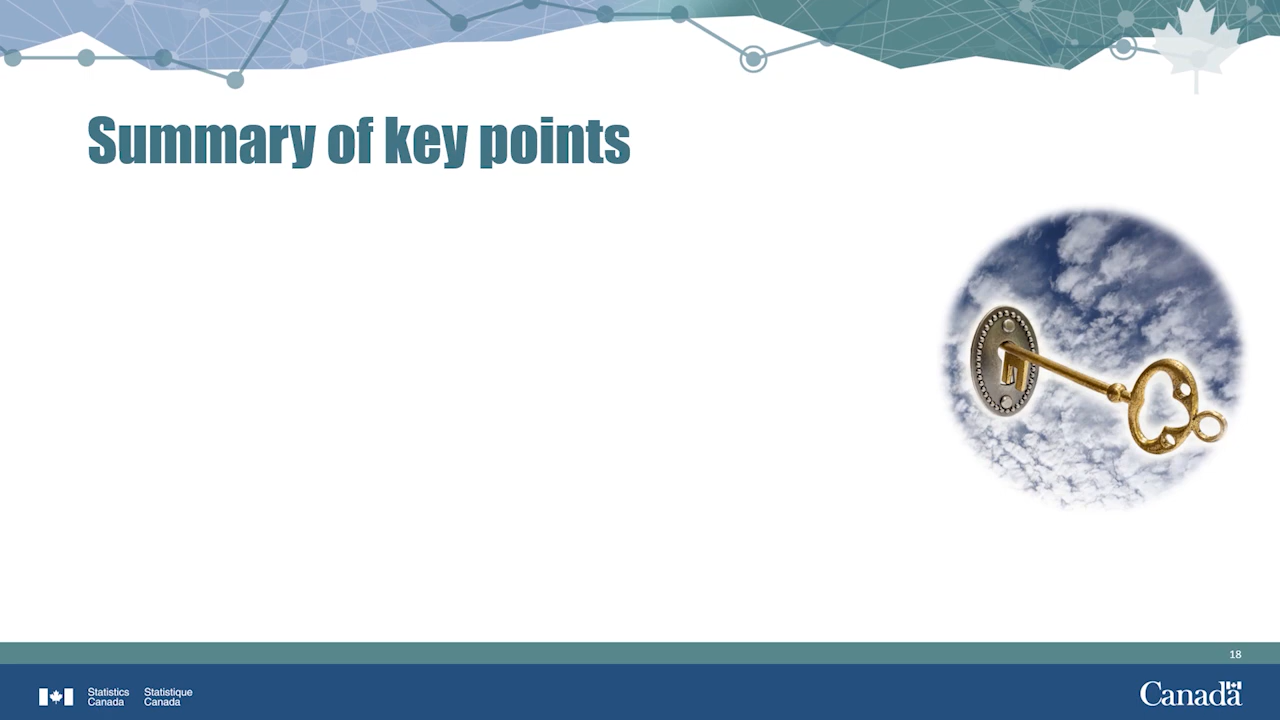 Summary of key points
18
Statistics Statistique
Canada Canada
Canada